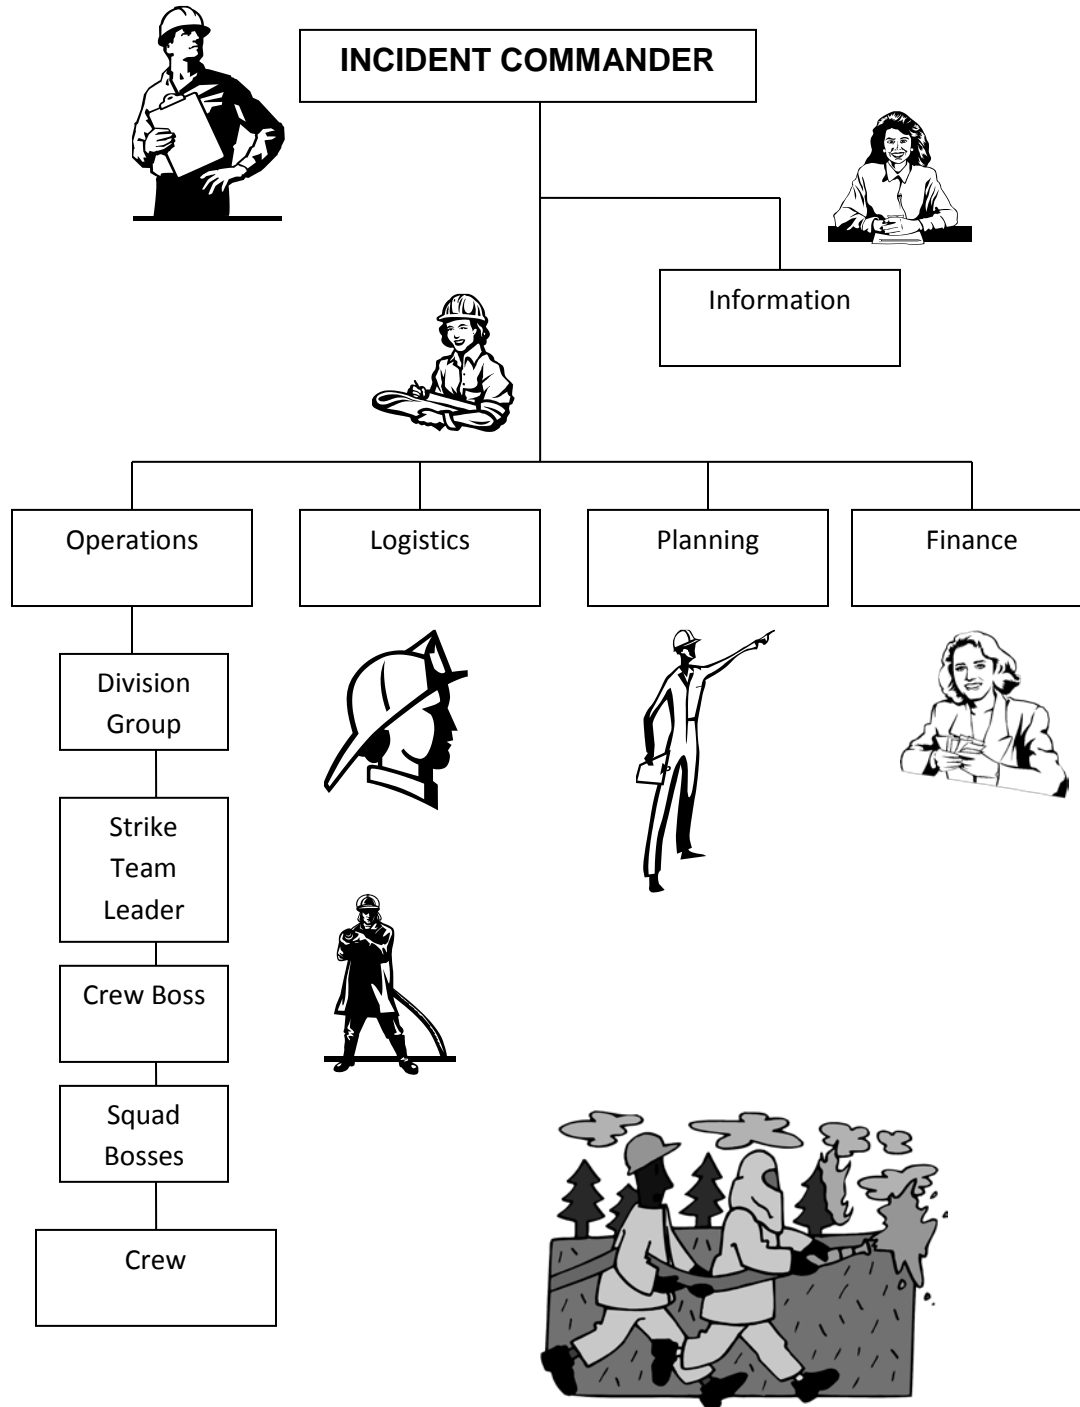 INCIDENT COMMANDER
Information
Operations
Logistics
Planning
Finance
Division
Group
Strike
Team
Leader
Crew Boss
Squad
Bosses
Crew